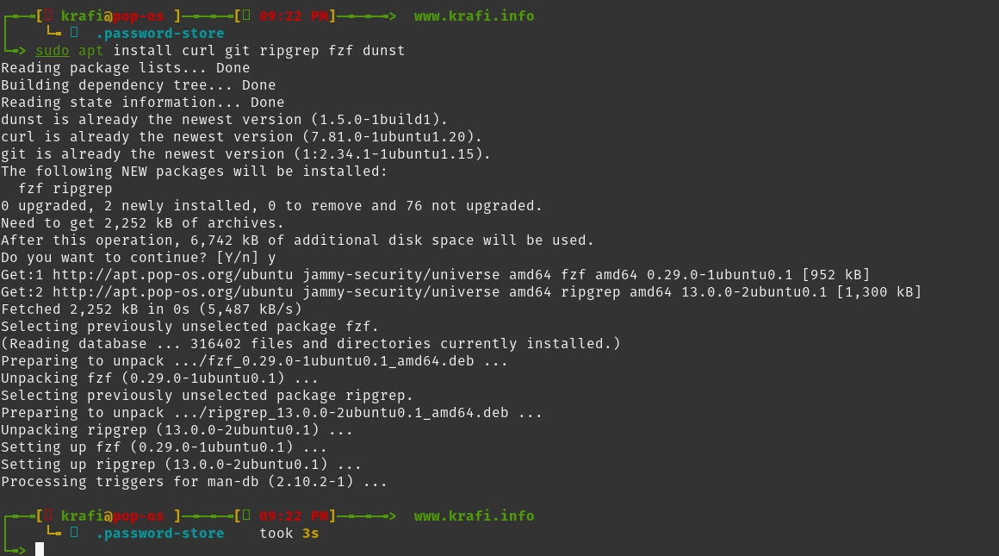 [ krafi@pop-os ]——————[ 09:22 PM]——————> www.krafi.info
.password-store
> sudo apt install curl git ripgrep fzf dunst
Reading package lists... Done
Building dependency tree... Done
Reading state information... Done
dunst is already the newest version (1.5.0-1build1).
curl is already the newest version (7.81.0-1ubuntu1.20).
git is already the newest version (1:2.34.1-1ubuntu1.15).
The following NEW packages will be installed:
  fzf ripgrep
0 upgraded, 2 newly installed, 0 to remove and 76 not upgraded.
Need to get 2,252 kB of archives.
After this operation, 6,742 kB of additional disk space will be used.
Do you want to continue? [Y/n] y
Get:1 http://apt.pop-os.org/ubuntu jammy-security/universe amd64 fzf amd64 0.29.0-1ubuntu0.1 [952 kB]
Get:2 http://apt.pop-os.org/ubuntu jammy-security/universe amd64 ripgrep amd64 13.0.0-2ubuntu0.1 [1,300 kB]
Fetched 2,252 kB in 0s (5,487 kB/s)
Selecting previously unselected package fzf.
(Reading database ... 316402 files and directories currently installed.)
Preparing to unpack .../fzf_0.29.0-1ubuntu0.1_amd64.deb ...
Unpacking fzf (0.29.0-1ubuntu0.1) ...
Selecting previously unselected package ripgrep.
Preparing to unpack .../ripgrep_13.0.0-2ubuntu0.1_amd64.deb ...
Unpacking ripgrep (13.0.0-2ubuntu0.1) ...
Setting up fzf (0.29.0-1ubuntu0.1) ...
Setting up ripgrep (13.0.0-2ubuntu0.1) ...
Processing triggers for man-db (2.10.2-1) ...
[ krafi@pop-os ]——————[ 09:22 PM]——————> www.krafi.info
.password-store took 3s
>